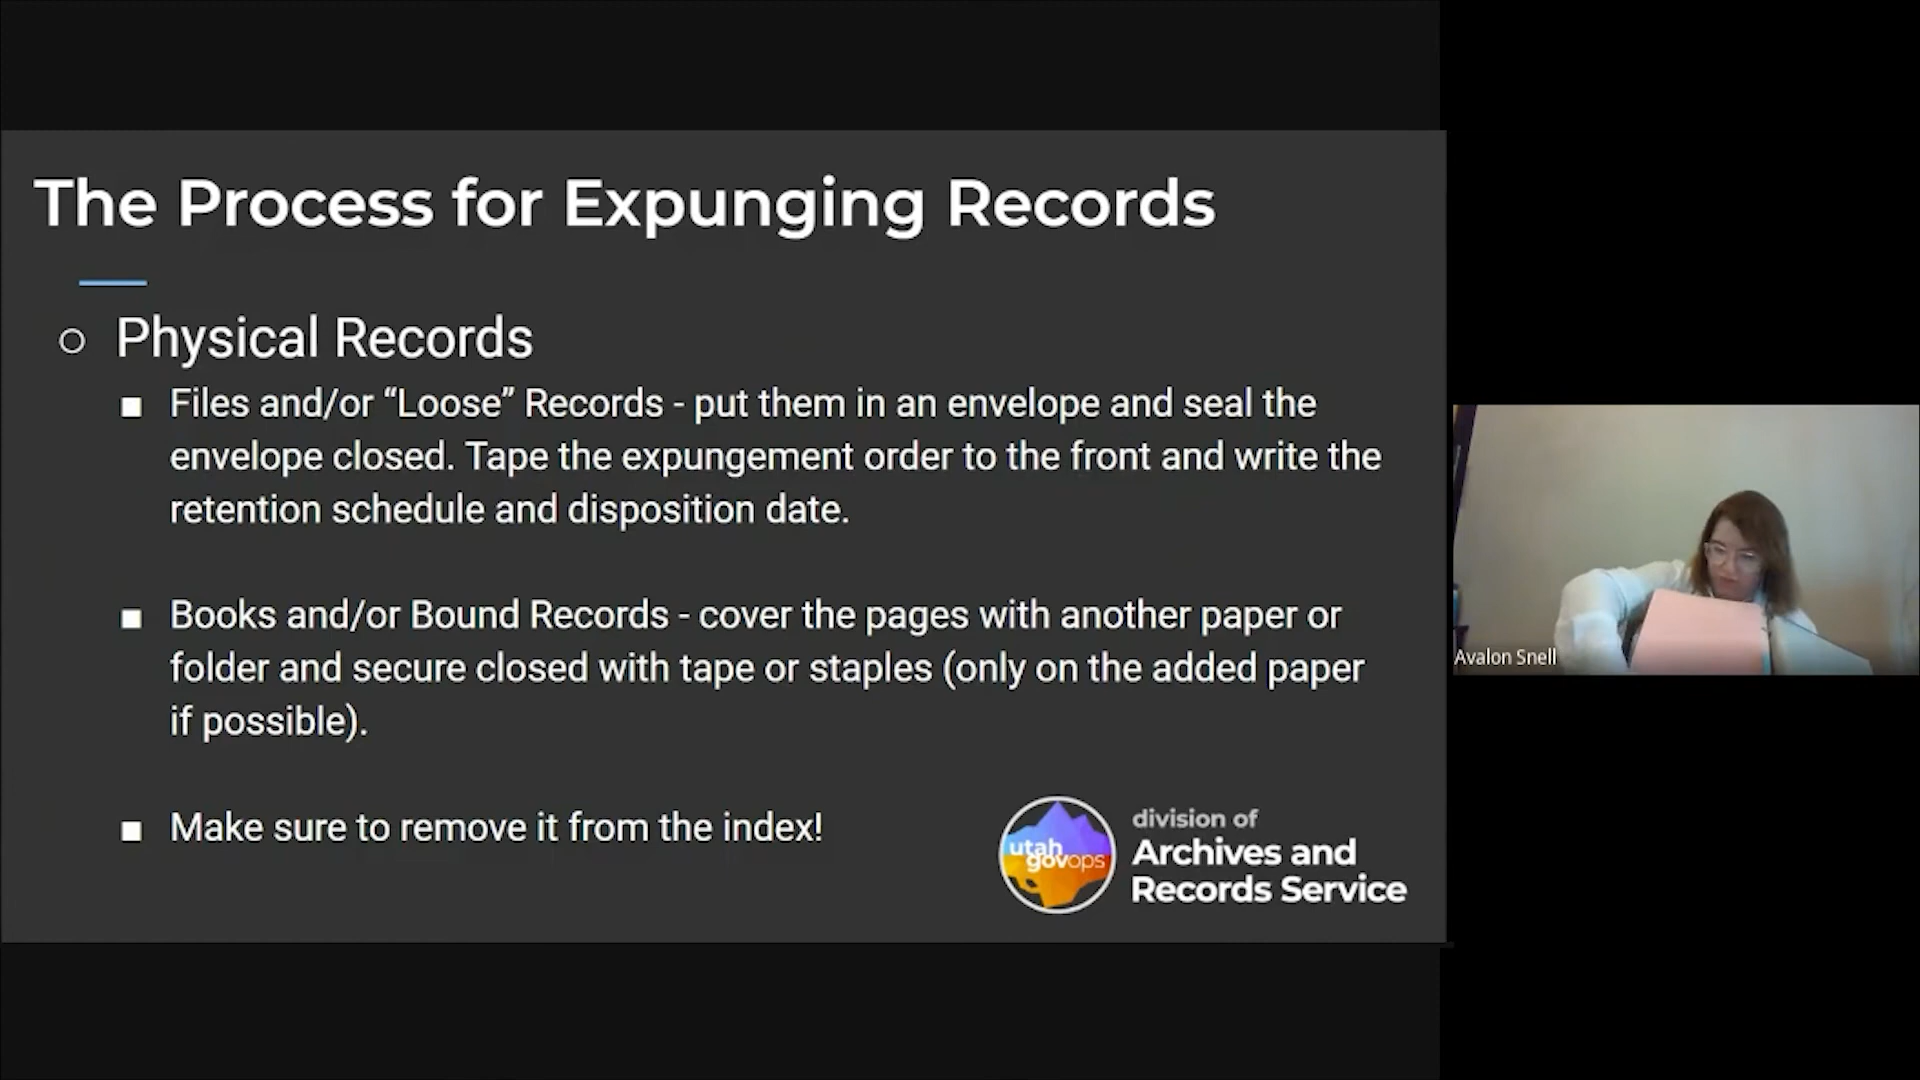 The Process for Expunging Records
Physical Records
Files and/or “Loose” Records - put them in an envelope and seal the
envelope closed. Tape the expungement order to the front and write the
retention schedule and disposition date.
Books and/or Bound Records - cover the pages with another paper or
folder and secure closed with tape or staples (only on the added paper
if possible).
Make sure to remove it from the index!
utah
govops
division of
Archives and
Records Service
Avalon Snell